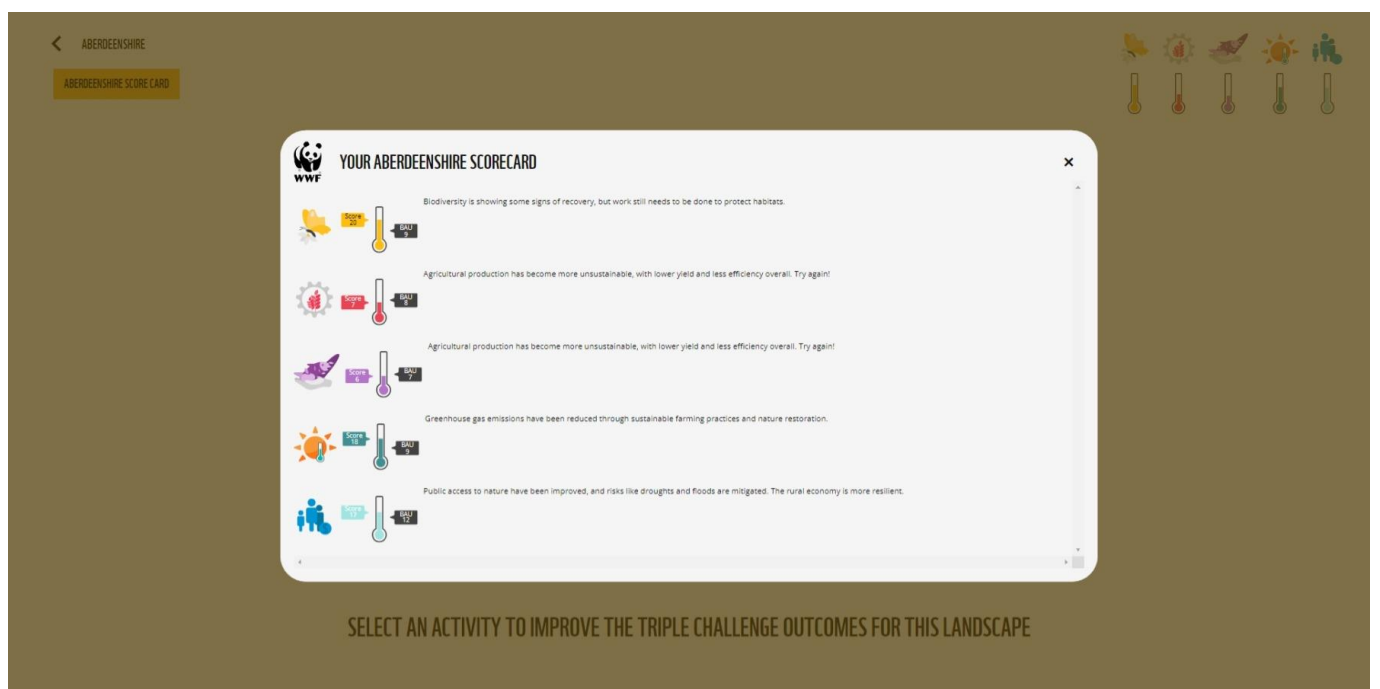 ABERDEENSHIRE
ABERDEENSHIRE SCORE CARD
WWF
YOUR ABERDEENSHIRE SCORECARD
Biodiversity is showing some signs of recovery, but work still needs to be done to protect habitats.
Score
20
BAU
9
Agricultural production has become more unsustainable, with lower yield and less efficiency overall. Try again!
Score
7
BAU
8
Agricultural production has become more unsustainable, with lower yield and less efficiency overall. Try again!
Score
6
BAU
7
Greenhouse gas emissions have been reduced through sustainable farming practices and nature restoration.
Score
18
BAU
9
Public access to nature have been improved, and risks like droughts and floods are mitigated. The rural economy is more resilient.
Score
17
BAU
12
SELECT AN ACTIVITY TO IMPROVE THE TRIPLE CHALLENGE OUTCOMES FOR THIS LANDSCAPE